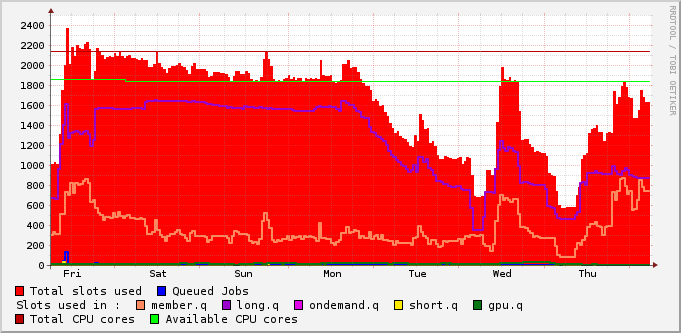 2400
2200
2000
1800
1600
1400
1200
1000
800
600
400
200
0
Fri Sat Sun Mon Tue Wed Thu
RRDTOOL / TOBI OETIKER
Total slots used Queued Jobs
Slots used in : member.q long.q ondemand.q short.q gpu.q
Total CPU cores Available CPU cores